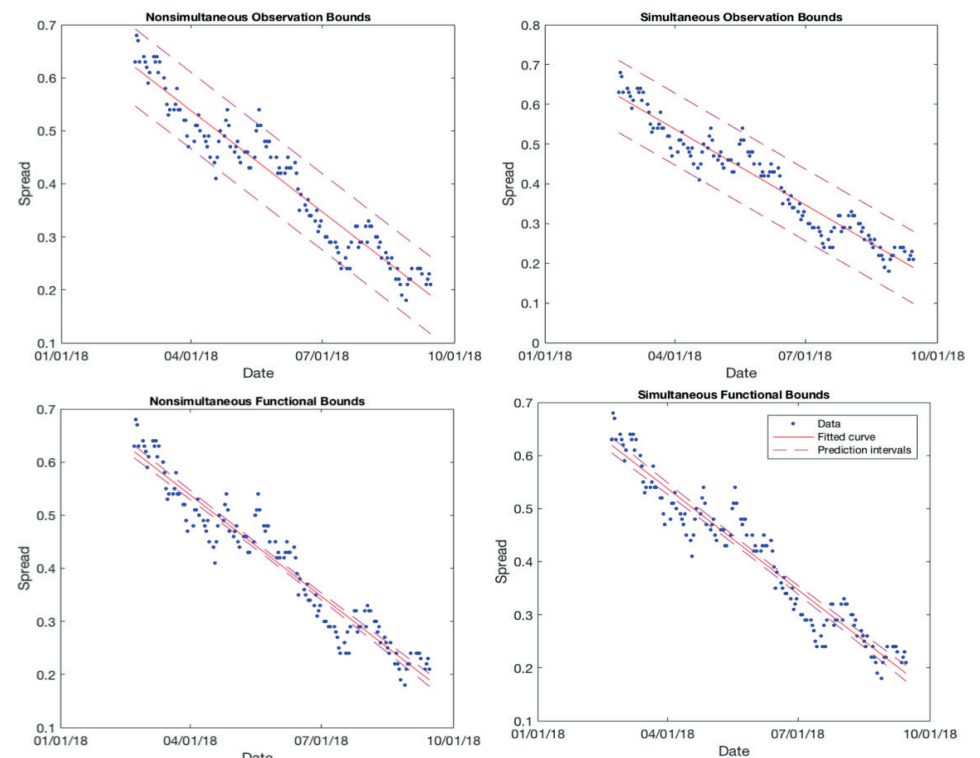 Nonsimultaneous Observation Bounds
0.7
0.6
0.5
0.4
0.3
0.2
0.1
Spread
01/01/18 04/01/18 07/01/18 10/01/18
Date
Simultaneous Observation Bounds
0.8
0.7
0.6
0.5
0.4
0.3
0.2
0.1
0
Spread
01/01/18 04/01/18 07/01/18 10/01/18
Date
Nonsimultaneous Functional Bounds
0.7
0.6
0.5
0.4
0.3
0.2
0.1
Spread
01/01/18 04/01/18 07/01/18 10/01/18
Date
Simultaneous Functional Bounds
0.7
0.6
0.5
0.4
0.3
0.2
0.1
Spread
Data
Fitted curve
Prediction intervals
01/01/18 04/01/18 07/01/18 10/01/18
Date